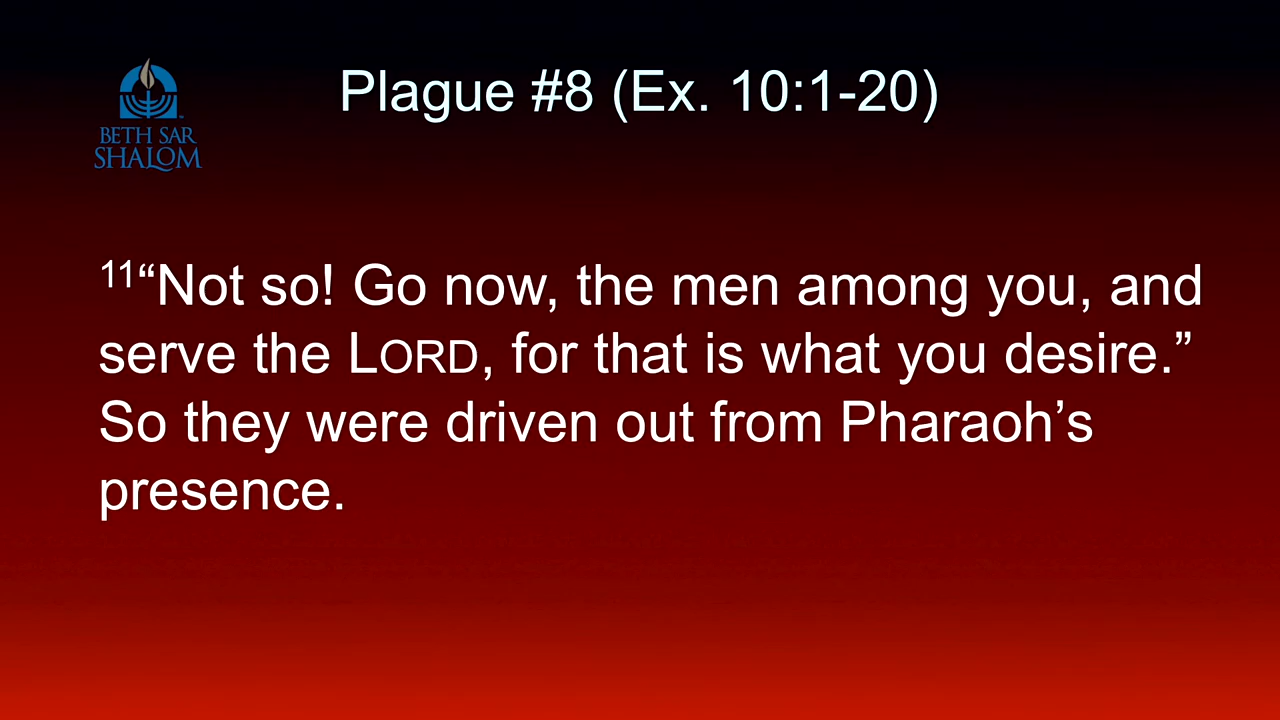 Plague #8 (Ex. 10:1-20)
BETH SAR
SHALOM
11“Not so! Go now, the men among you, and
serve the LORD, for that is what you desire.”
So they were driven out from Pharaoh’s
presence.